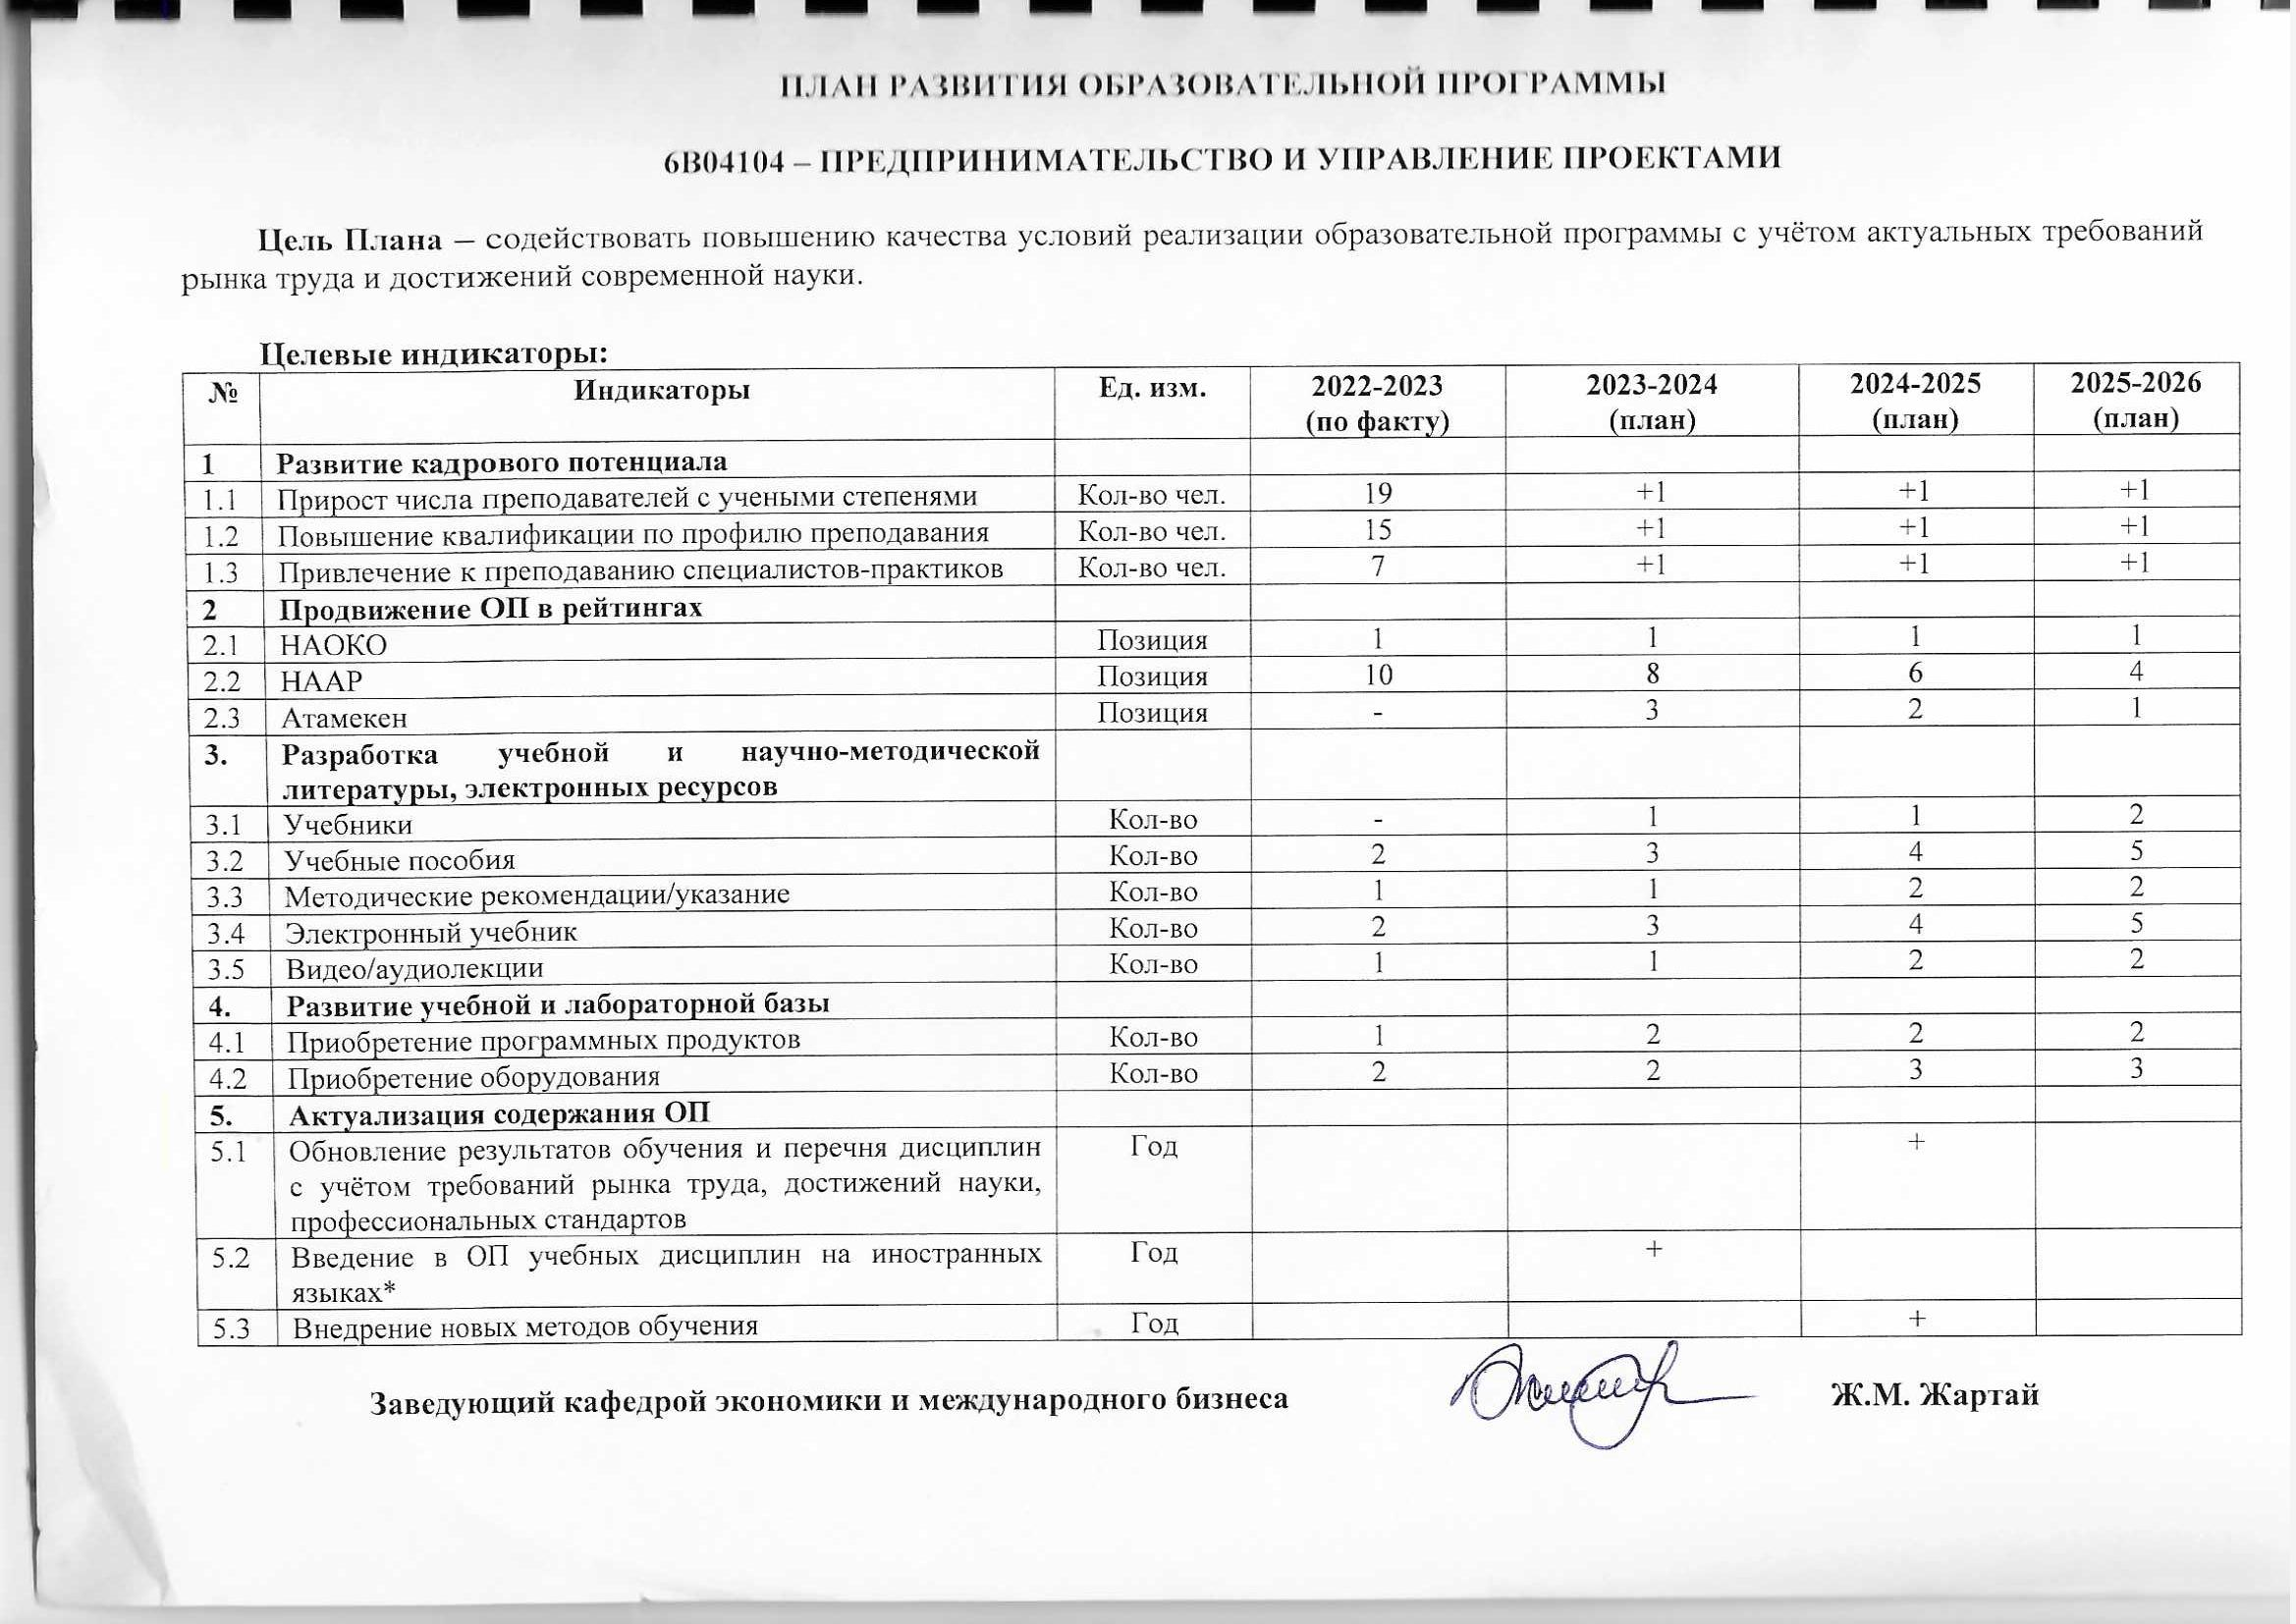 ПЛАН РАЗВИТИЯ ОБРАЗОВАТЕЛЬНОЙ ПРОГРАММЫ
6В04104 – ПРЕДПРИНИМАТЕЛЬСТВО И УПРАВЛЕНИЕ ПРОЕКТАМИ
Цель Плана – содействовать повышению качества условий реализации образовательной программы с учётом актуальных требований
рынка труда и достижений современной науки.
Целевые индикаторы:
№ Индикаторы Ед. изм. 2022-2023 2023-2024 2024-2025 2025-2026
(по факту) (план) (план) (план)
1 Развитие кадрового потенциала
1.1 Прирост числа преподавателей с учеными степенями Кол-во чел. 19 +1 +1 +1
1.2 Повышение квалификации по профилю преподавания Кол-во чел. 15 +1 +1 +1
1.3 Привлечение к преподаванию специалистов-практиков Кол-во чел. 7 +1 +1 +1
2 Продвижение ОП в рейтингах
2.1 НАОКО Позиция 1 1 1 1
2.2 НААР Позиция 10 8 6 4
2.3 Атамекен Позиция - 3 2 1
3. Разработка учебной и научно-методической
литературы, электронных ресурсов
3.1 Учебники Кол-во - 1 1 2
3.2 Учебные пособия Кол-во 2 3 4 5
3.3 Методические рекомендации/указание Кол-во 1 1 2 2
3.4 Электронный учебник Кол-во 2 3 4 5
3.5 Видео/аудиолекции Кол-во 1 1 2 2
4. Развитие учебной и лабораторной базы
4.1 Приобретение программных продуктов Кол-во 1 2 2 2
4.2 Приобретение оборудования Кол-во 2 2 3 3
5. Актуализация содержания ОП
5.1 Обновление результатов обучения и перечня дисциплин Год +
с учётом требований рынка труда, достижений науки,
профессиональных стандартов
5.2 Введение в ОП учебных дисциплин на иностранных Год +
языках*
5.3 Внедрение новых методов обучения Год +
Заведующий кафедрой экономики и международного бизнеса Ж.М. Жартай